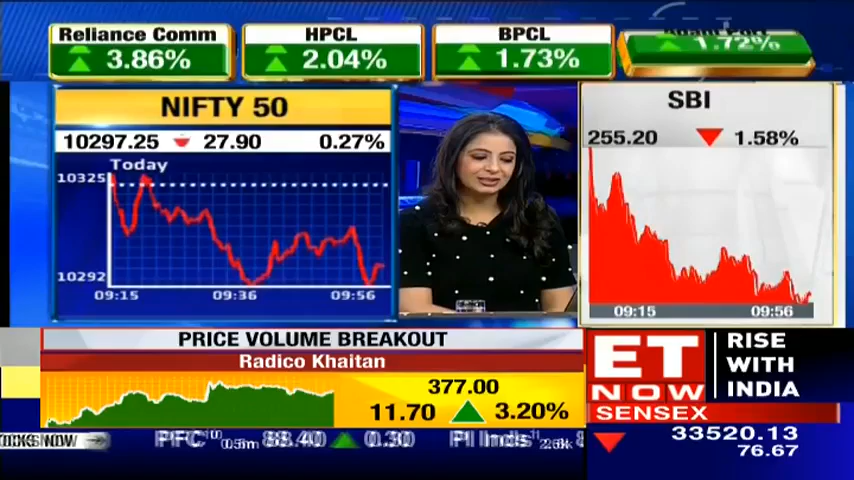 Reliance Comm
3.86%
HPCL
2.04%
BPCL
1.73%
1.72%
NIFTY 50
10297.25 27.90 0.27%
Today
10325
10292
09:15 09:36 09:56
SBI
255.20 1.58%
09:15 09:56
PRICE VOLUME BREAKOUT
Radico Khaitan
377.00
11.70 3.20%
ET
NOW
RISE
WITH
INDIA
SENSEX
33520.13
76.67
NOW PFC 88.40 0.30 PI Inds